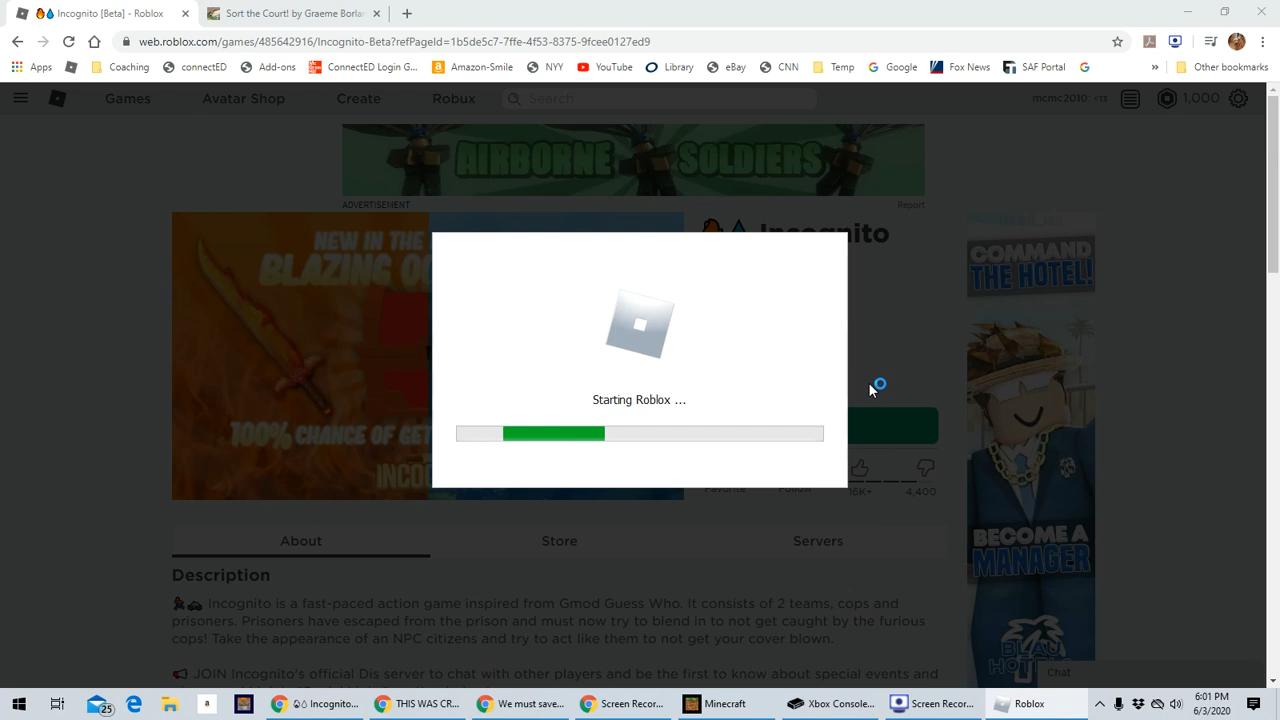 Incognito [Beta] - Roblox
Sort the Court! by Graeme Borla
web.roblox.com/games/485642916/Incognito-Beta?refPageId=1b5de5c7-7ffe-4f53-8375-9fcee0127ed9
Apps Coaching connectED Add-ons ConnectED Login G... Amazon-Smile NYY YouTube Library eBay CNN Temp Google Fox News SAF Portal » Other bookmarks
Games Avatar Shop Create Robux Search mcmc2010: <13 1,000
AIRBORNE SOLDIERS
ADVERTISEMENT Report
NEW IN THE
BLAZING
100% CHANCE OF GET
INCO
Incognito
COMMAND
THE HOTEL!
Starting Roblox ...
Favorite Follow 16K+ 4,400
BECOME A
MANAGER
BLAU
HOTELS
About Store Servers
Description
Incognito is a fast-paced action game inspired from Gmod Guess Who. It consists of 2 teams, cops and
prisoners. Prisoners have escaped from the prison and must now try to blend in to not get caught by the furious
cops! Take the appearance of an NPC citizens and try to act like them to not get your cover blown.
JOIN Incognito's official Dis server to chat with other players and be the first to know about special events and
Chat
25 a Incognito... THIS WAS CR... We must save... Screen Recor... Minecraft Xbox Console... Screen Recor... Roblox
6:01 PM
6/3/2020